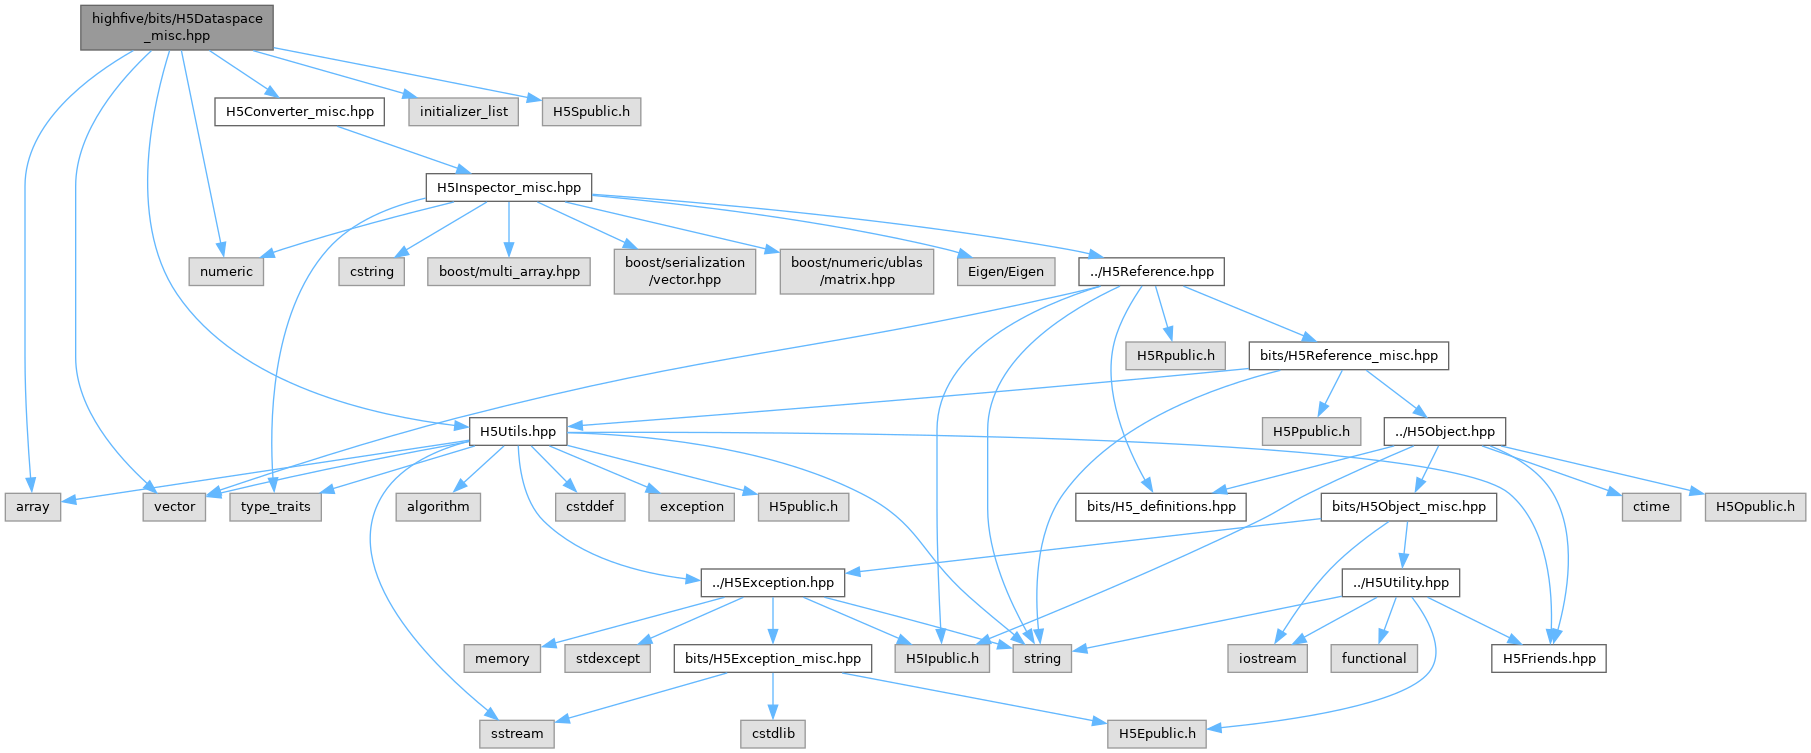 highfive/bits/H5Dataspace
_misc.hpp
H5Converter_misc.hpp
initializer_list
H5Spublic.h
H5Inspector_misc.hpp
numeric
cstring
boost/multi_array.hpp
boost/serialization
/vector.hpp
boost/numeric/ublas
/matrix.hpp
Eigen/Eigen
../H5Reference.hpp
H5Rpublic.h
bits/H5Reference_misc.hpp
H5Utils.hpp
H5Ppublic.h
../H5Object.hpp
array
vector
type_traits
algorithm
cstddef
exception
H5public.h
bits/H5_definitions.hpp
bits/H5Object_misc.hpp
ctime
H5Opublic.h
../H5Exception.hpp
../H5Utility.hpp
memory
stdexcept
bits/H5Exception_misc.hpp
H5Ipublic.h
string
iostream
functional
H5Friends.hpp
sstream
cstdlib
H5Epublic.h